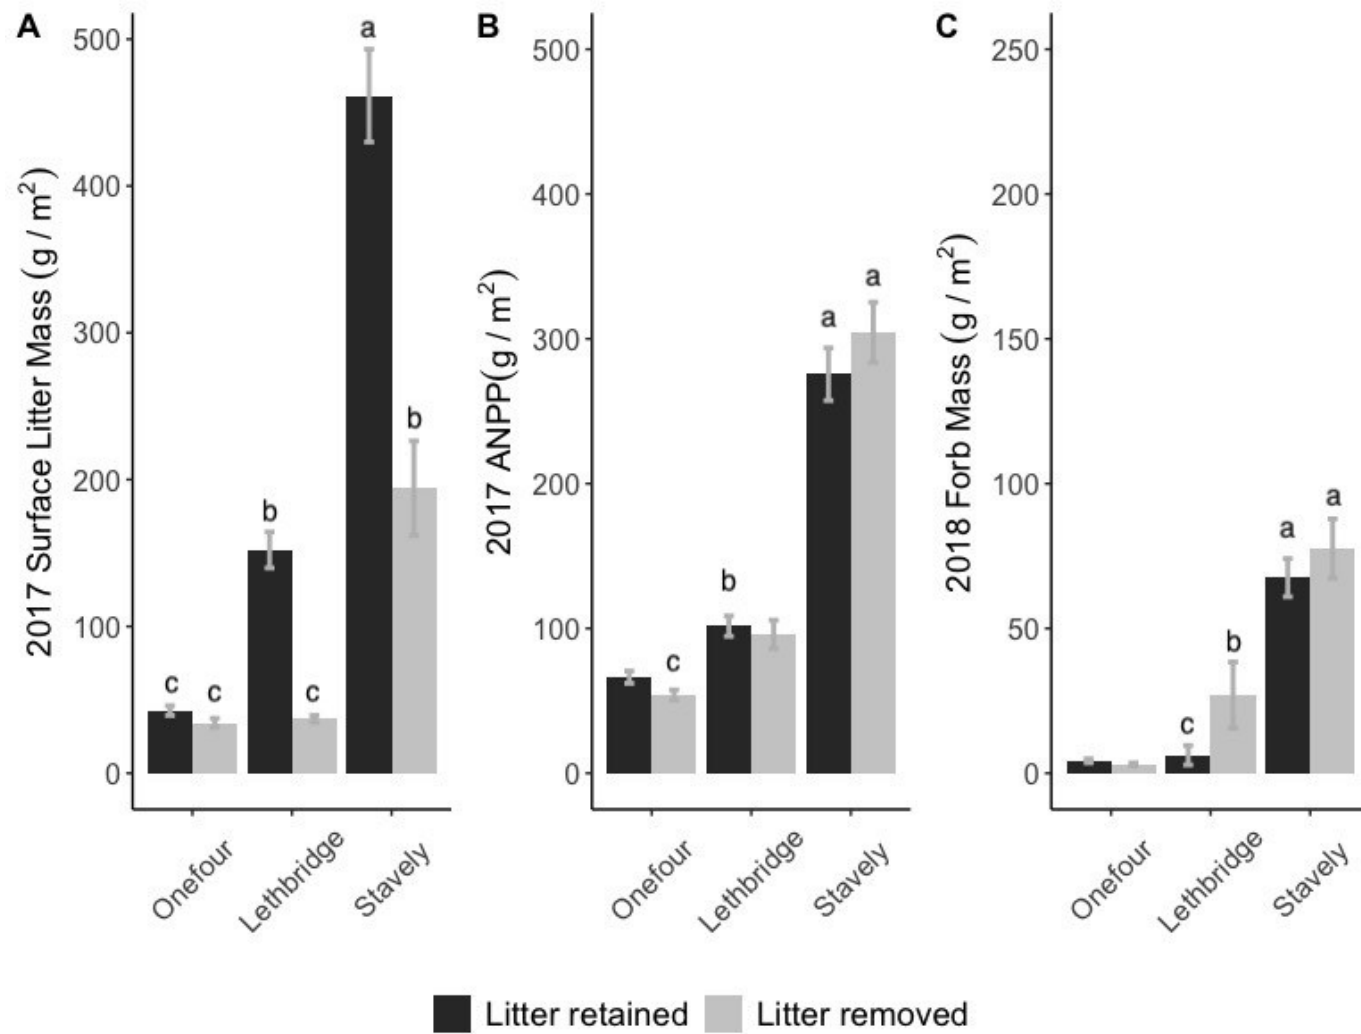 A
2017 Surface Litter Mass (g / m²)
500
400
300
200
100
0
c
c
b
c
a
b
Onefour
Lethbridge
Stavely
B
2017 ANPP(g / m²)
500
400
300
200
100
0
c
b
a
a
Onefour
Lethbridge
Stavely
C
2018 Forb Mass (g / m²)
250
200
150
100
50
0
c
b
a
a
Onefour
Lethbridge
Stavely
Litter retained
Litter removed